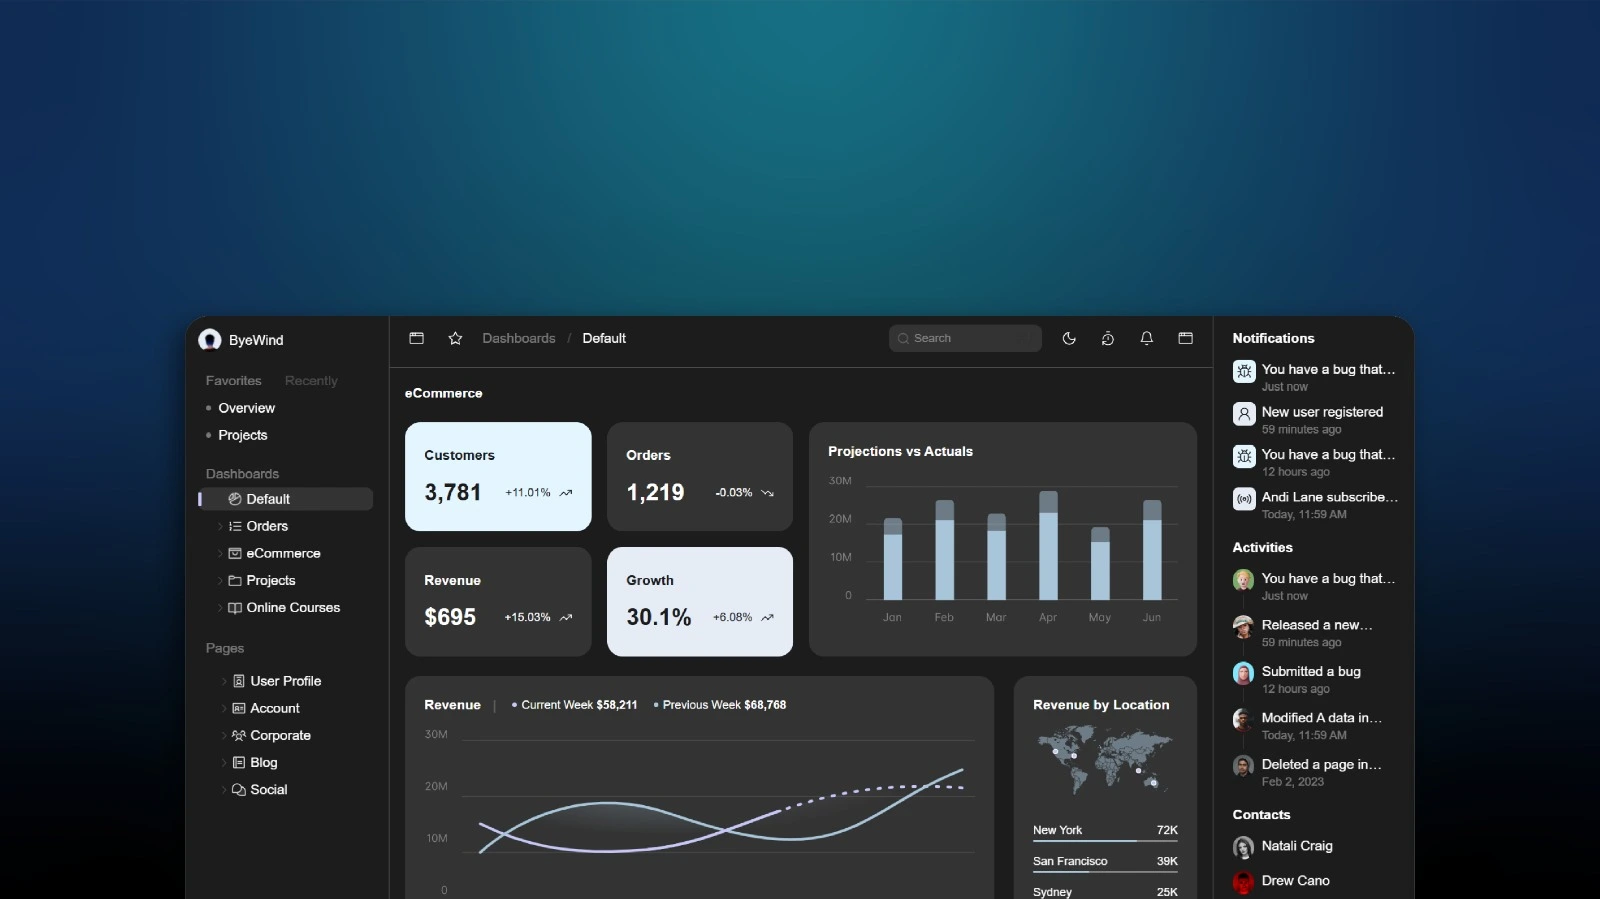 ByeWind
Favorites Recently
Overview
Projects
Dashboards
Default
Orders
eCommerce
Projects
Online Courses
Pages
User Profile
Account
Corporate
Blog
Social
Dashboards / Default
Search
eCommerce
Customers
3,781 +11.01%
Orders
1,219 -0.03%
Revenue
$695 +15.03%
Growth
30.1% +6.08%
Projections vs Actuals
30M
20M
10M
0
Jan Feb Mar Apr May Jun
Revenue | • Current Week $58,211 • Previous Week $68,768
30M
20M
10M
0
Revenue by Location
New York 72K
San Francisco 39K
Sydney 25K
Notifications
You have a bug that...
Just now
New user registered
59 minutes ago
You have a bug that...
12 hours ago
Andi Lane subscribe...
Today, 11:59 AM
Activities
You have a bug that...
Just now
Released a new...
59 minutes ago
Submitted a bug
12 hours ago
Modified A data in...
Today, 11:59 AM
Deleted a page in...
Feb 2, 2023
Contacts
Natali Craig
Drew Cano